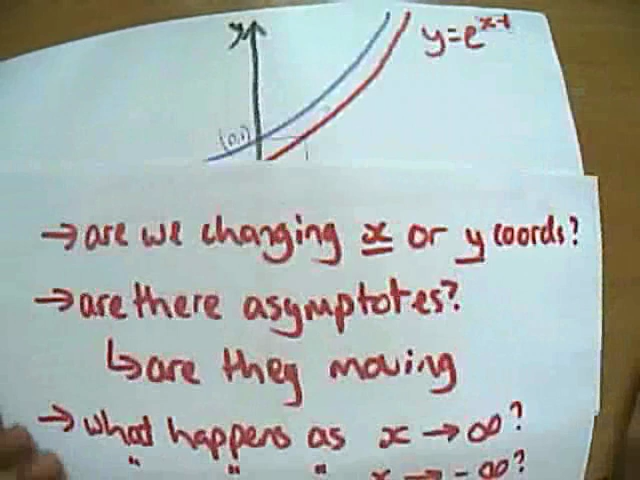 y
y=e^x-1
(0,1)
→are we changing x or y coords?
→are there asymptotes?
↳are they moving
→what happens as x→∞?
" " " x→-∞?